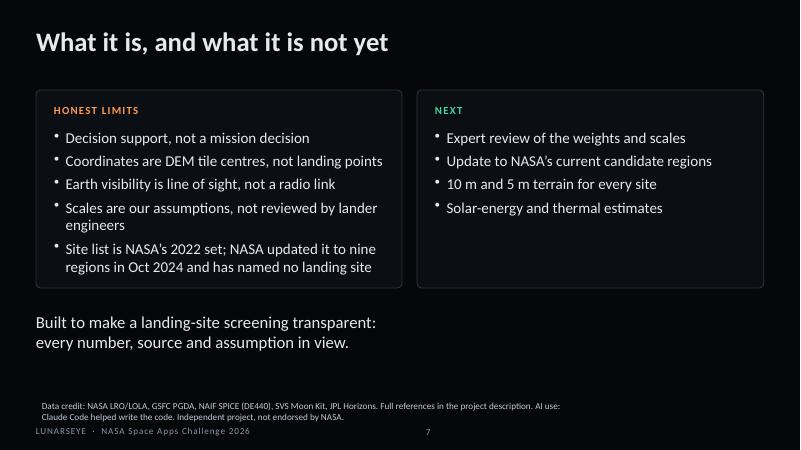 What it is, and what it is not yet
HONEST LIMITS
• Decision support, not a mission decision
• Coordinates are DEM tile centres, not landing points
• Earth visibility is line of sight, not a radio link
• Scales are our assumptions, not reviewed by lander
engineers
• Site list is NASA's 2022 set; NASA updated it to nine
regions in Oct 2024 and has named no landing site
NEXT
• Expert review of the weights and scales
• Update to NASA's current candidate regions
• 10 m and 5 m terrain for every site
• Solar-energy and thermal estimates
Built to make a landing-site screening transparent:
every number, source and assumption in view.
Data credit: NASA LRO/LOLA, GSFC PGDA, NAIF SPICE (DE440), SVS Moon Kit, JPL Horizons. Full references in the project description. AI use:
Claude Code helped write the code. Independent project, not endorsed by NASA.
LUNARSEYE · NASA Space Apps Challenge 2026
7